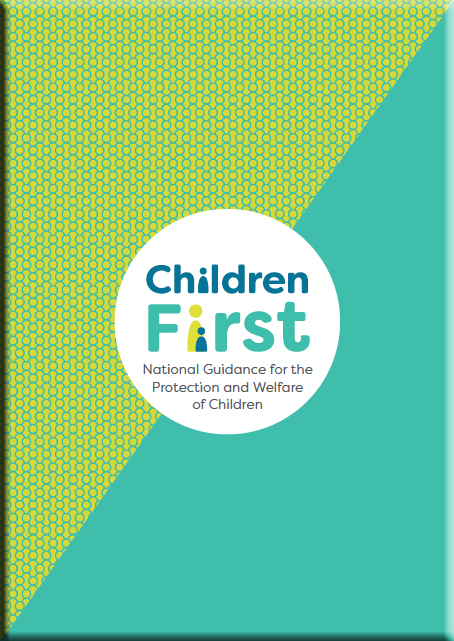 Children
First
National Guidance for the
Protection and Welfare
of Children